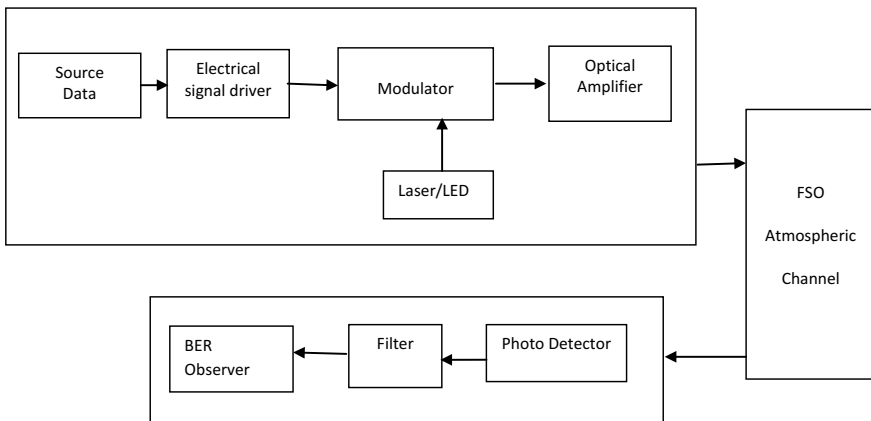 Source
Data
Electrical
signal driver
Modulator
Optical
Amplifier
Laser/LED
FSO
Atmospheric
Channel
BER
Observer
Filter
Photo Detector